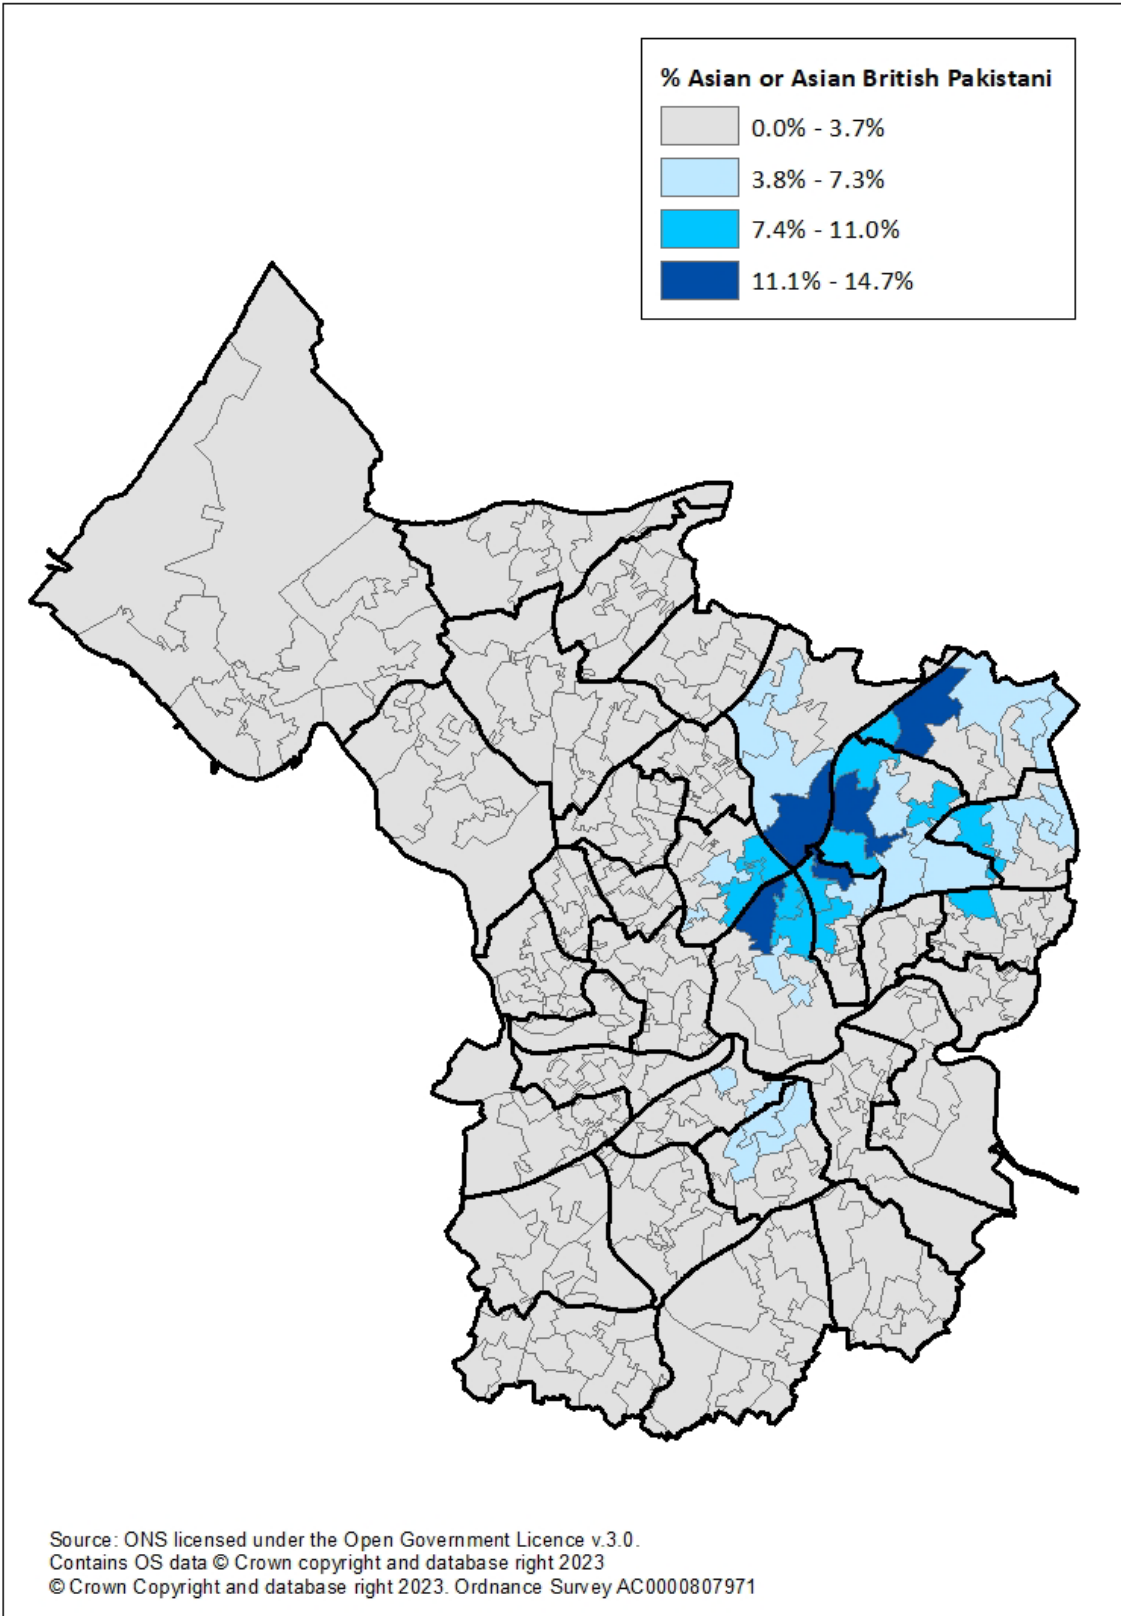 % Asian or Asian British Pakistani
0.0% - 3.7%
3.8% - 7.3%
7.4% - 11.0%
11.1% - 14.7%
Source: ONS licensed under the Open Government Licence v.3.0.
Contains OS data © Crown copyright and database right 2023
© Crown Copyright and database right 2023. Ordnance Survey AC0000807971